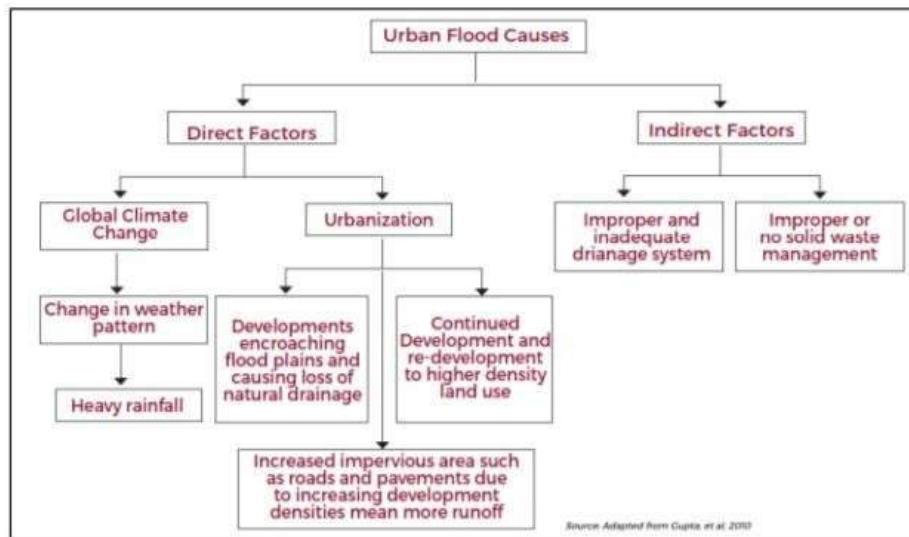 Urban Flood Causes
Direct Factors
Indirect Factors
Global Climate
Change
Urbanization
Improper and
inadequate
drianage system
Improper or
no solid waste
management
Change in weather
pattern
Developments
encroaching
flood plains and
causing loss of
natural drainage
Continued
Development and
re-development
to higher density
land use
Heavy rainfall
Increased impervious area such
as roads and pavements due
to increasing development
densities mean more runoff
Source: Adapted from Gupta, et al. 2010